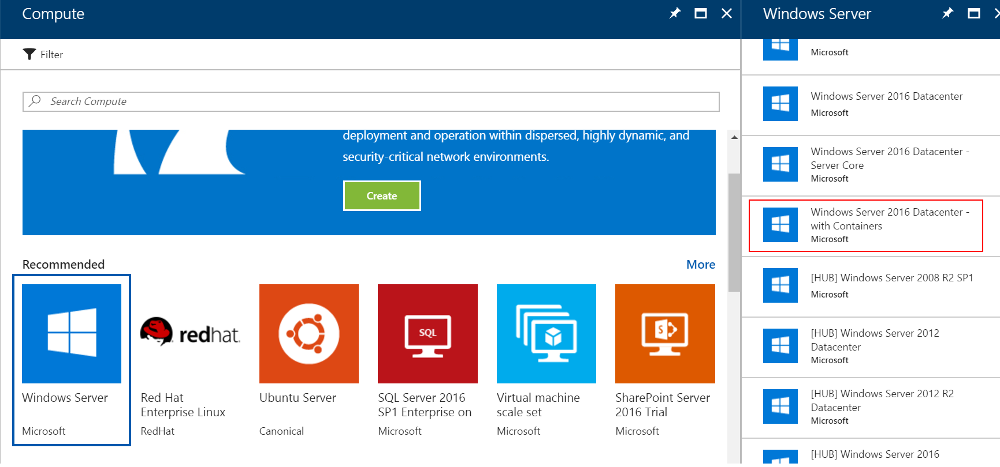 Compute
Filter
Search Compute
deployment and operation within dispersed, highly dynamic, and
security-critical network environments.
Create
Recommended
More
redhat.
SQL
S
Windows Server
Microsoft
Red Hat
Enterprise Linux
RedHat
Ubuntu Server
Canonical
SQL Server 2016
SP1 Enterprise on
Microsoft
Virtual machine
scale set
Microsoft
SharePoint Server
2016 Trial
Microsoft
Windows Server
Microsoft
Windows Server 2016 Datacenter
Microsoft
Windows Server 2016 Datacenter -
Server Core
Microsoft
Windows Server 2016 Datacenter -
with Containers
Microsoft
[HUB] Windows Server 2008 R2 SP1
Microsoft
[HUB] Windows Server 2012
Datacenter
Microsoft
[HUB] Windows Server 2012 R2
Datacenter
Microsoft
[HUB] Windows Server 2016